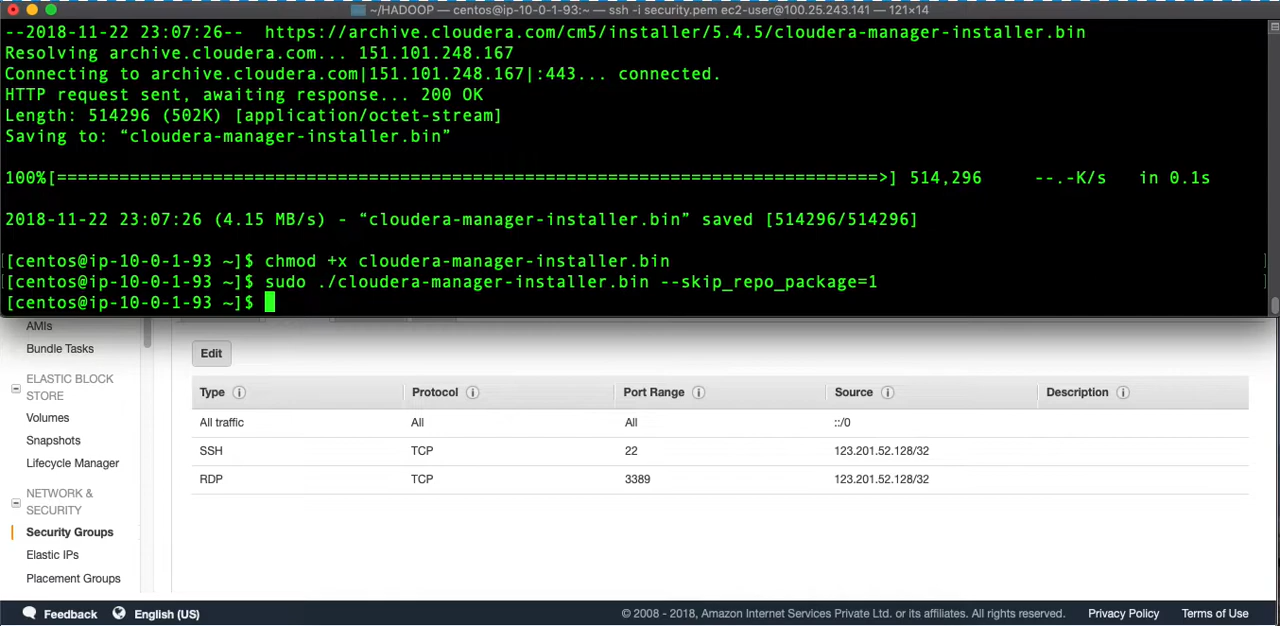 ~/HADOOP — centos@ip-10-0-1-93:~ — ssh -i security.pem ec2-user@100.25.243.141 — 121×14
--2018-11-22 23:07:26--  https://archive.cloudera.com/cm5/installer/5.4.5/cloudera-manager-installer.bin
Resolving archive.cloudera.com... 151.101.248.167
Connecting to archive.cloudera.com|151.101.248.167|:443... connected.
HTTP request sent, awaiting response... 200 OK
Length: 514296 (502K) [application/octet-stream]
Saving to: “cloudera-manager-installer.bin”
100%[===============================================================================>] 514,296     --.-K/s   in 0.1s
2018-11-22 23:07:26 (4.15 MB/s) - “cloudera-manager-installer.bin” saved [514296/514296]
[centos@ip-10-0-1-93 ~]$ chmod +x cloudera-manager-installer.bin
[centos@ip-10-0-1-93 ~]$ sudo ./cloudera-manager-installer.bin --skip_repo_package=1
[centos@ip-10-0-1-93 ~]$
AMIs
Bundle Tasks
ELASTIC BLOCK
STORE
Volumes
Snapshots
Lifecycle Manager
NETWORK &
SECURITY
Security Groups
Elastic IPs
Placement Groups
Edit
Type Protocol Port Range Source Description
All traffic All All ::/0
SSH TCP 22 123.201.52.128/32
RDP TCP 3389 123.201.52.128/32
Feedback English (US) © 2008 - 2018, Amazon Internet Services Private Ltd. or its affiliates. All rights reserved. Privacy Policy Terms of Use